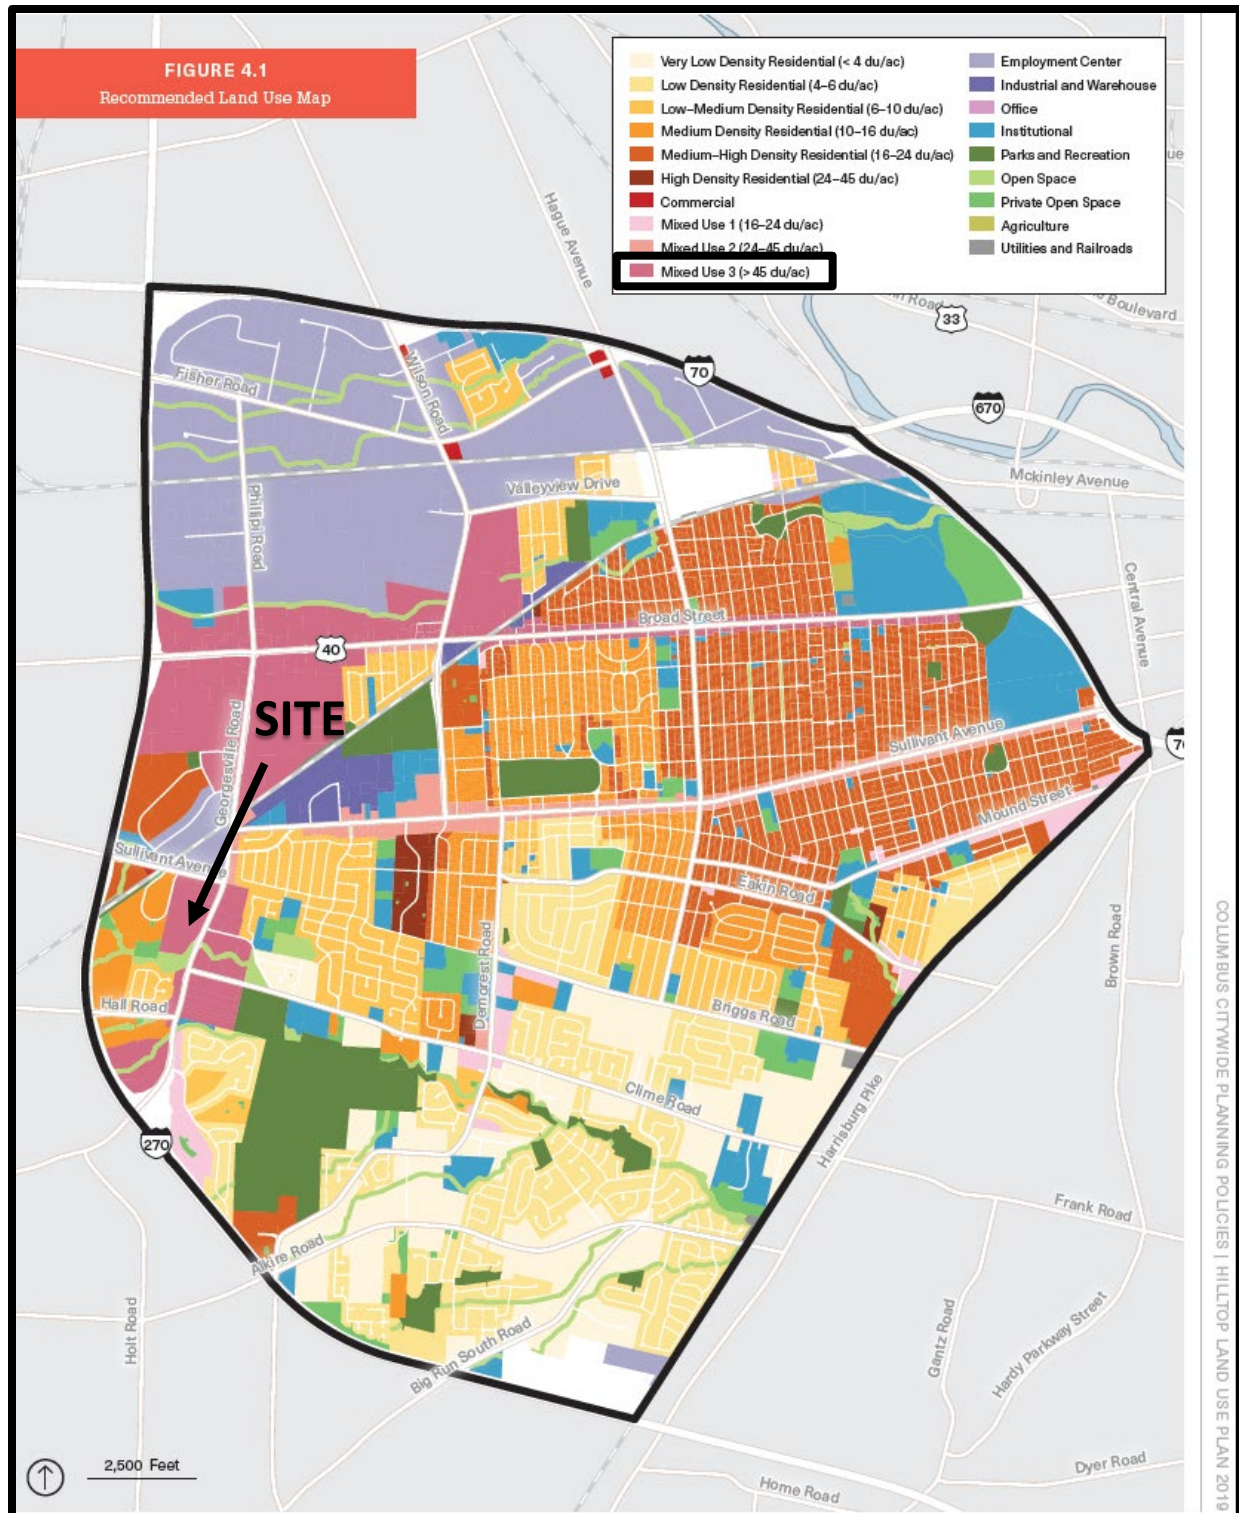 FIGURE 4.1
Recommended Land Use Map
Very Low Density Residential (< 4 du/ac)
Low Density Residential (4–6 du/ac)
Low–Medium Density Residential (6–10 du/ac)
Medium Density Residential (10–16 du/ac)
Medium–High Density Residential (16–24 du/ac)
High Density Residential (24–45 du/ac)
Commercial
Mixed Use 1 (16–24 du/ac)
Mixed Use 2 (24–45 du/ac)
Mixed Use 3 (> 45 du/ac)
Employment Center
Industrial and Warehouse
Office
Institutional
Parks and Recreation
Open Space
Private Open Space
Agriculture
Utilities and Railroads
ue
Hague Avenue
Road
Boulevard
33
70
670
Fisher Road
Wilson Road
McKinley Avenue
Valleyview Drive
Phillipi Road
Central Avenue
Broad Street
40
SITE
Georgesville Road
Sullivant Avenue
70
Mound Street
Sullivant Avenue
Eakin Road
Demorest Road
Brown Road
Hall Road
Briggs Road
Clime Road
Harrisburg Pike
270
Frank Road
Alkire Road
Holt Road
Big Run South Road
Gantz Road
Hardy Parkway Street
2,500 Feet
Dyer Road
Home Road
COLUMBUS CITYWIDE PLANNING POLICIES | HILLTOP LAND USE PLAN 2019